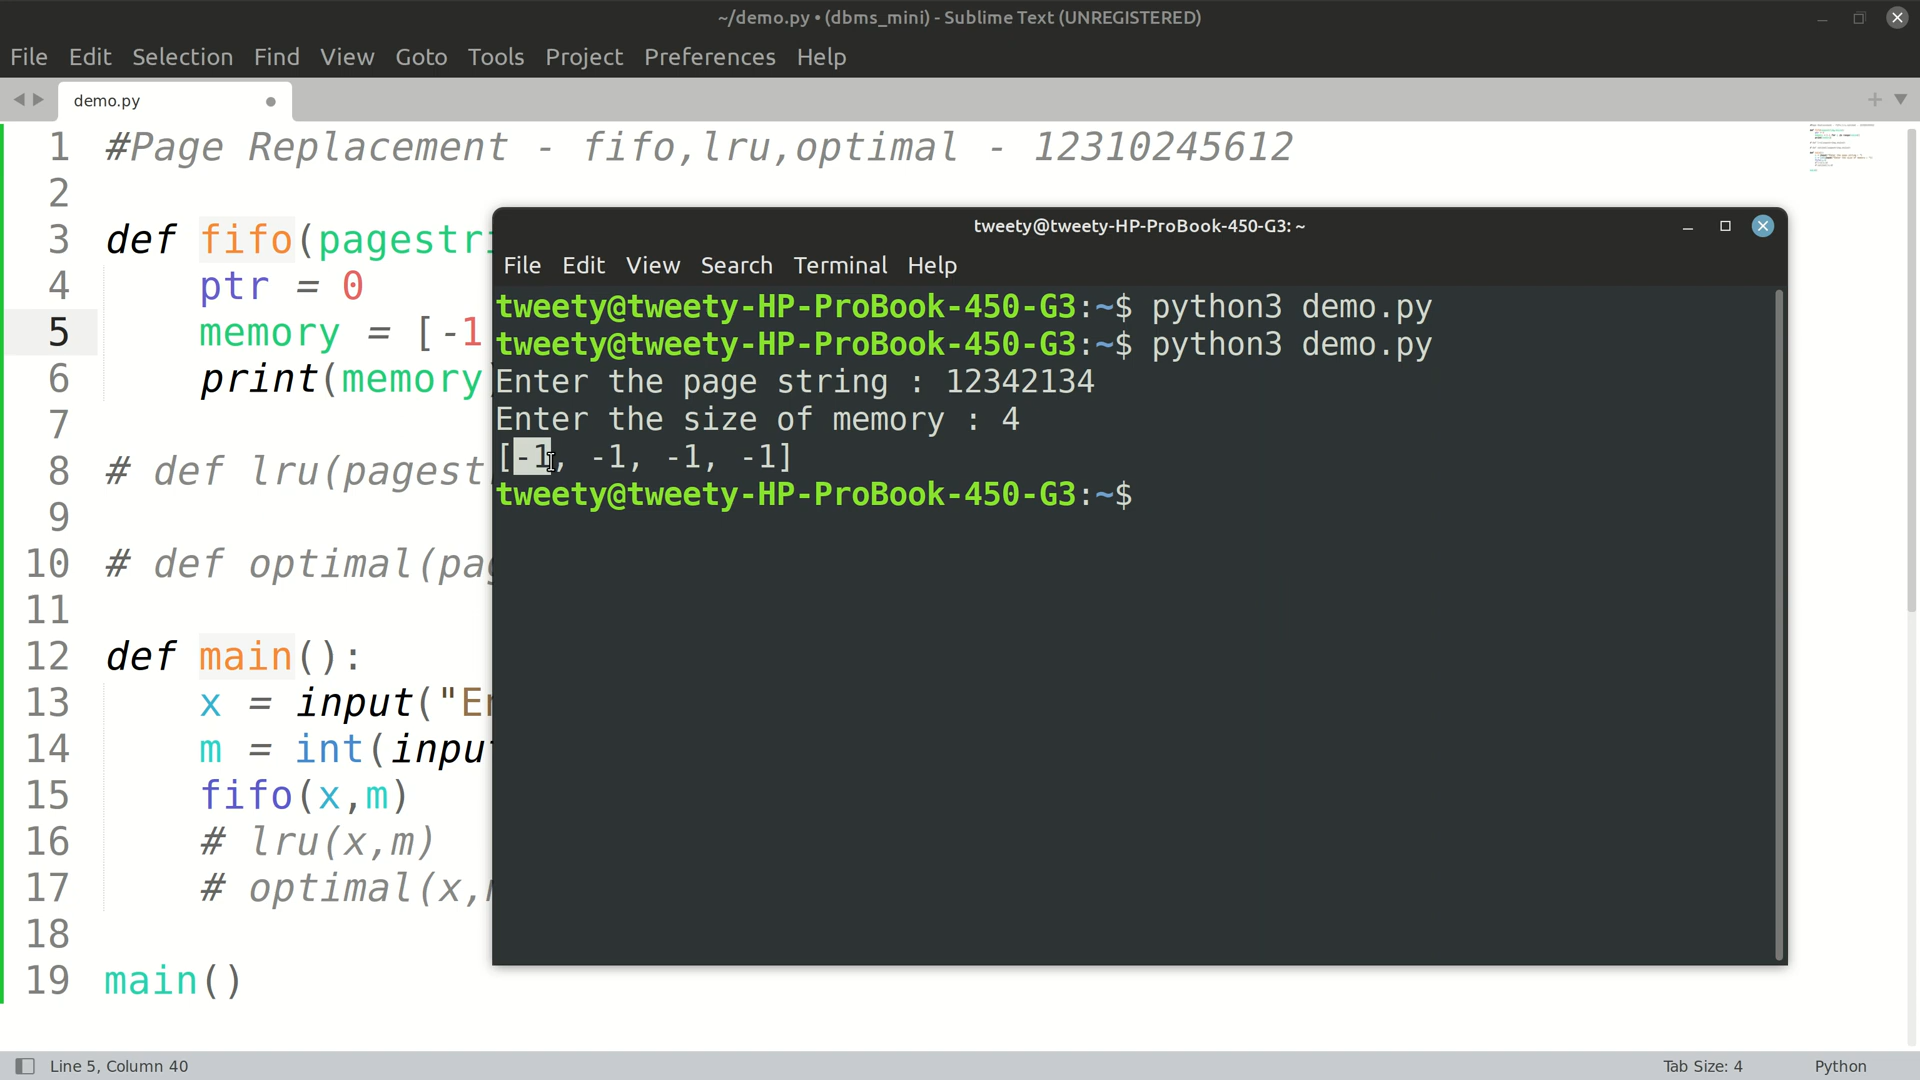 ~/demo.py • (dbms_mini) - Sublime Text (UNREGISTERED)
File Edit Selection Find View Goto Tools Project Preferences Help
demo.py
1 #Page Replacement - fifo,lru,optimal - 12310245612
2
3 def fifo(pagestri
4 ptr = 0
5 memory = [-1
6 print(memory
7
8 # def lru(pagest
9
10 # def optimal(pag
11
12 def main():
13 x = input("En
14 m = int(input
15 fifo(x,m)
16 # lru(x,m)
17 # optimal(x,m
18
19 main()
tweety@tweety-HP-ProBook-450-G3: ~
File Edit View Search Terminal Help
tweety@tweety-HP-ProBook-450-G3:~$ python3 demo.py
tweety@tweety-HP-ProBook-450-G3:~$ python3 demo.py
Enter the page string : 12342134
Enter the size of memory : 4
[-1, -1, -1, -1]
tweety@tweety-HP-ProBook-450-G3:~$
Line 5, Column 40
Tab Size: 4
Python